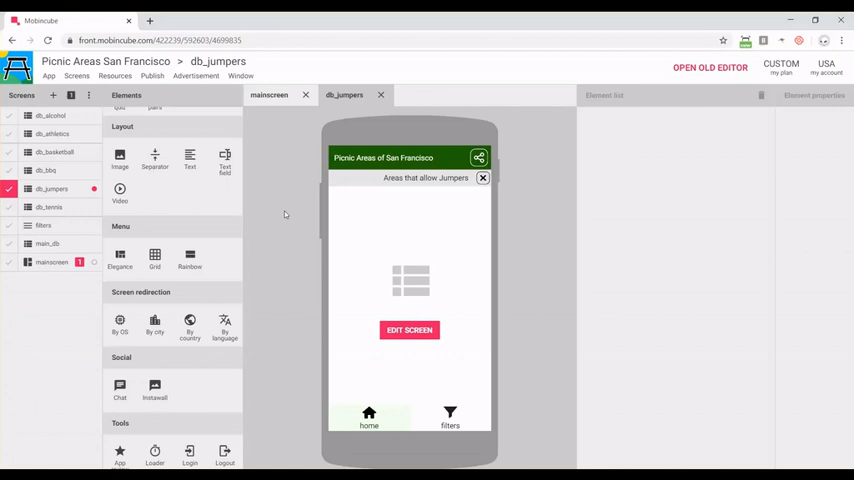 Mobincube
front.mobincube.com/422239/592603/4699835
Picnic Areas San Francisco > db_jumpers
App Screens Resources Publish Advertisement Window
OPEN OLD EDITOR
CUSTOM
my plan
USA
my account
Screens
1
Elements
mainscreen
db_jumpers
Element list
Element properties
db_alcohol
db_athletics
db_basketball
db_bbq
db_jumpers
db_tennis
filters
main_db
mainscreen 1
pairs
Layout
Image
Separator
Text
Text
field
Video
Menu
Elegance
Grid
Rainbow
Screen redirection
By OS
By city
By
country
By
language
Social
Chat
Instawall
Tools
App
Loader
Login
Logout
Picnic Areas of San Francisco
Areas that allow Jumpers
EDIT SCREEN
home
filters